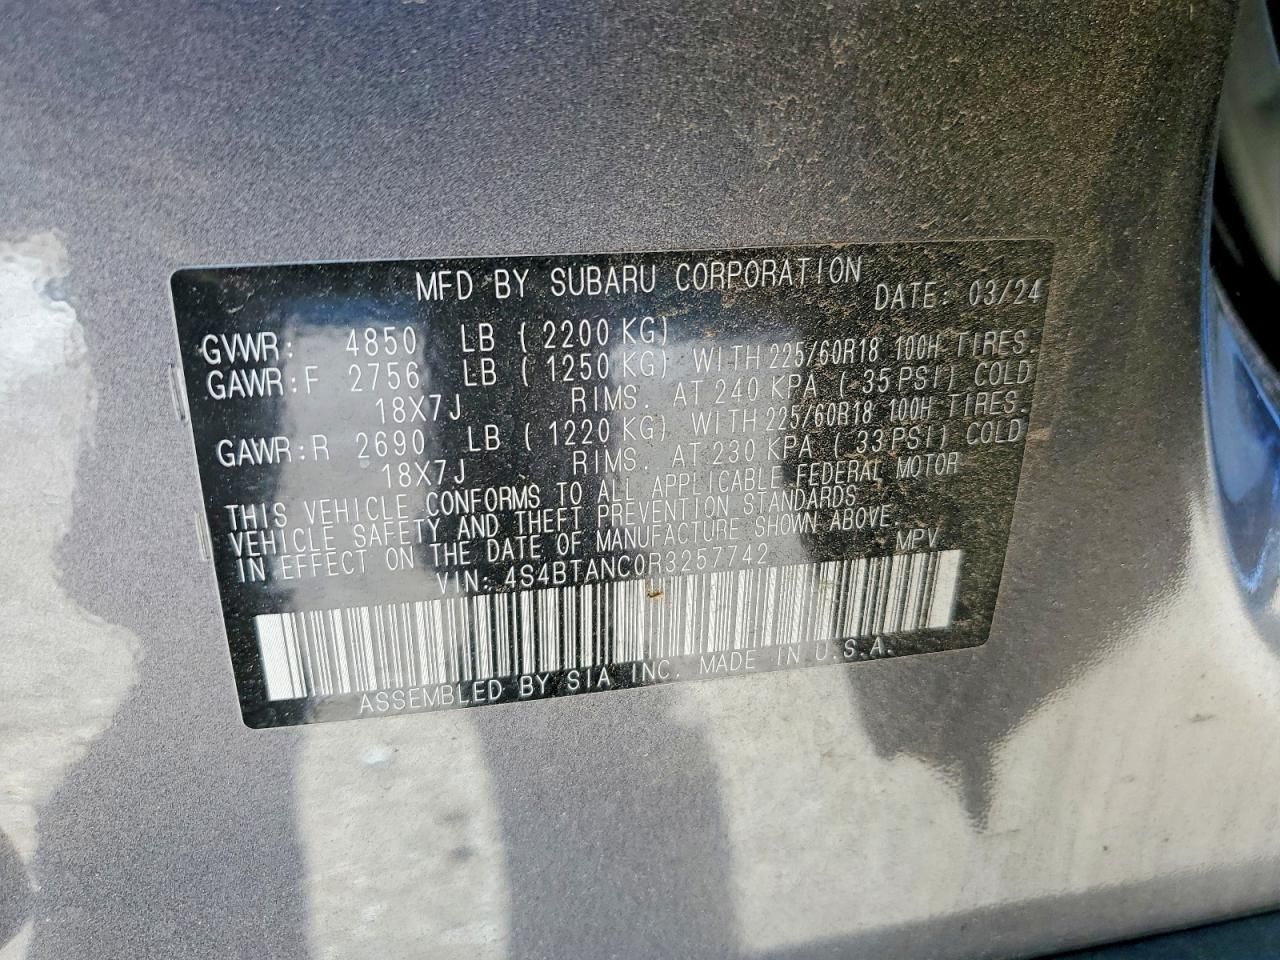 MFD BY SUBARU CORPORATION
DATE: 03/24
GVWR: 4850 LB ( 2200 KG)
GAWR:F 2756 LB ( 1250 KG) WITH 225/60R18 100H TIRES.
18X7J RIMS. AT 240 KPA ( 35 PSI) COLD
GAWR:R 2690 LB ( 1220 KG) WITH 225/60R18 100H TIRES.
18X7J RIMS. AT 230 KPA ( 33 PSI) COLD
THIS VEHICLE CONFORMS TO ALL APPLICABLE FEDERAL MOTOR
VEHICLE SAFETY AND THEFT PREVENTION STANDARDS
IN EFFECT ON THE DATE OF MANUFACTURE SHOWN ABOVE.
VIN: 4S4BTANC0R3257742 MPV
ASSEMBLED BY SIA, INC. MADE IN U.S.A.